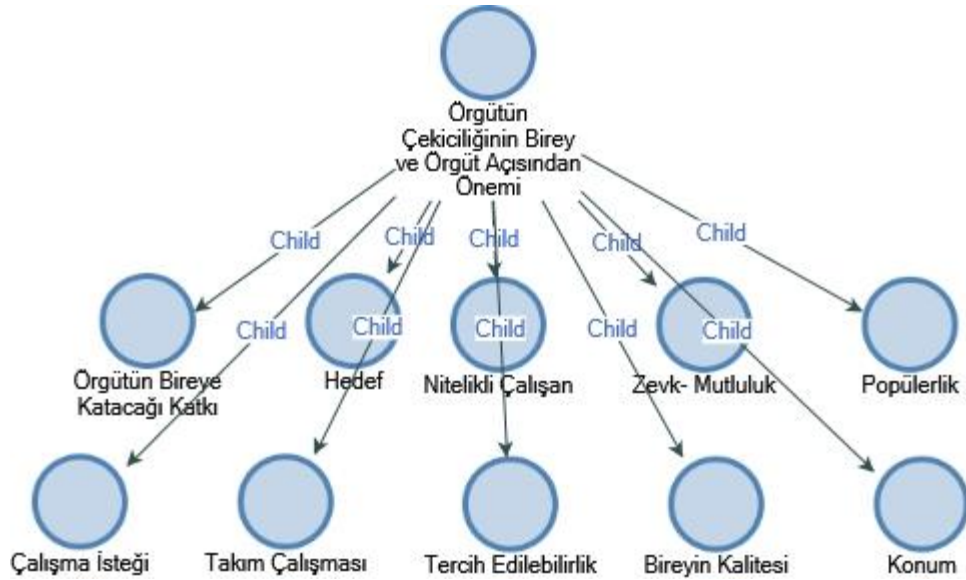 Örgütün
Çekiciliğinin Birey
ve Örgüt Açısından
Önemi
Child
Child
Child
Child
Child
Child
Child
Child
Child
Child
Örgütün Bireye
Katacağı Katkı
Hedef
Nitelikli Çalışan
Zevk- Mutluluk
Popülerlik
Çalışma İsteği
Takım Çalışması
Tercih Edilebilirlik
Bireyin Kalitesi
Konum